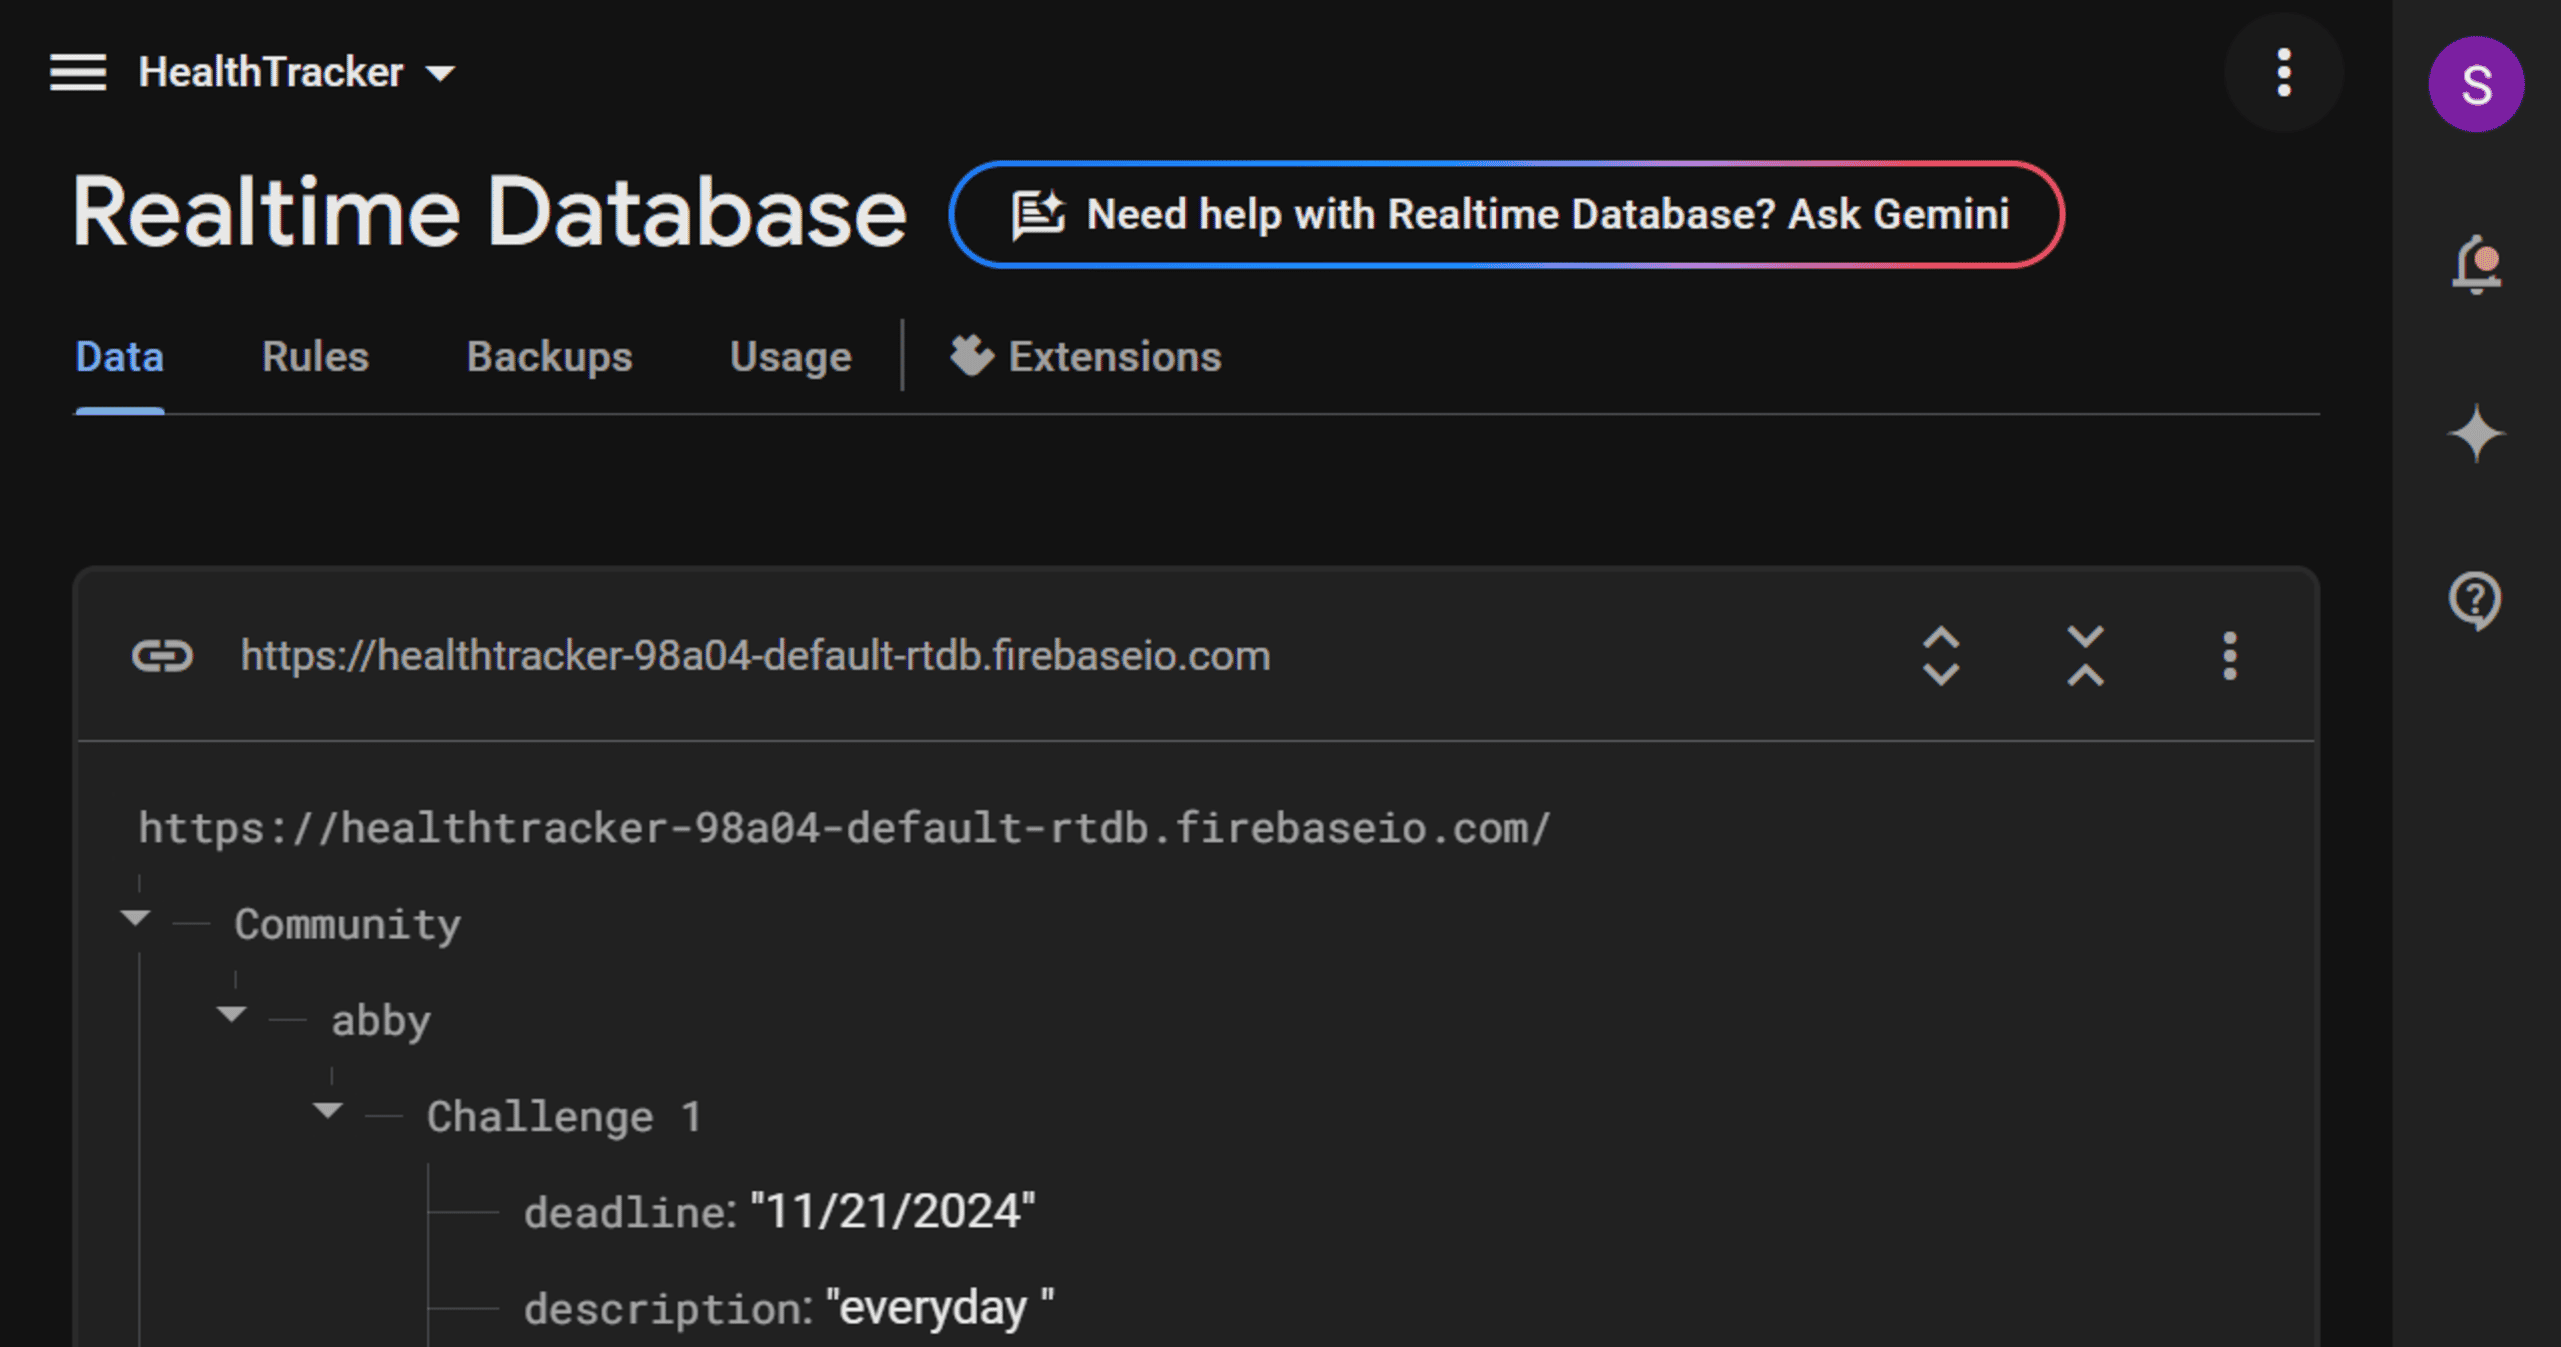 HealthTracker
S
Realtime Database
Need help with Realtime Database? Ask Gemini
Data Rules Backups Usage Extensions
https://healthtracker-98a04-default-rtdb.firebaseio.com
https://healthtracker-98a04-default-rtdb.firebaseio.com/
Community
abby
Challenge 1
deadline: "11/21/2024"
description: "everyday "